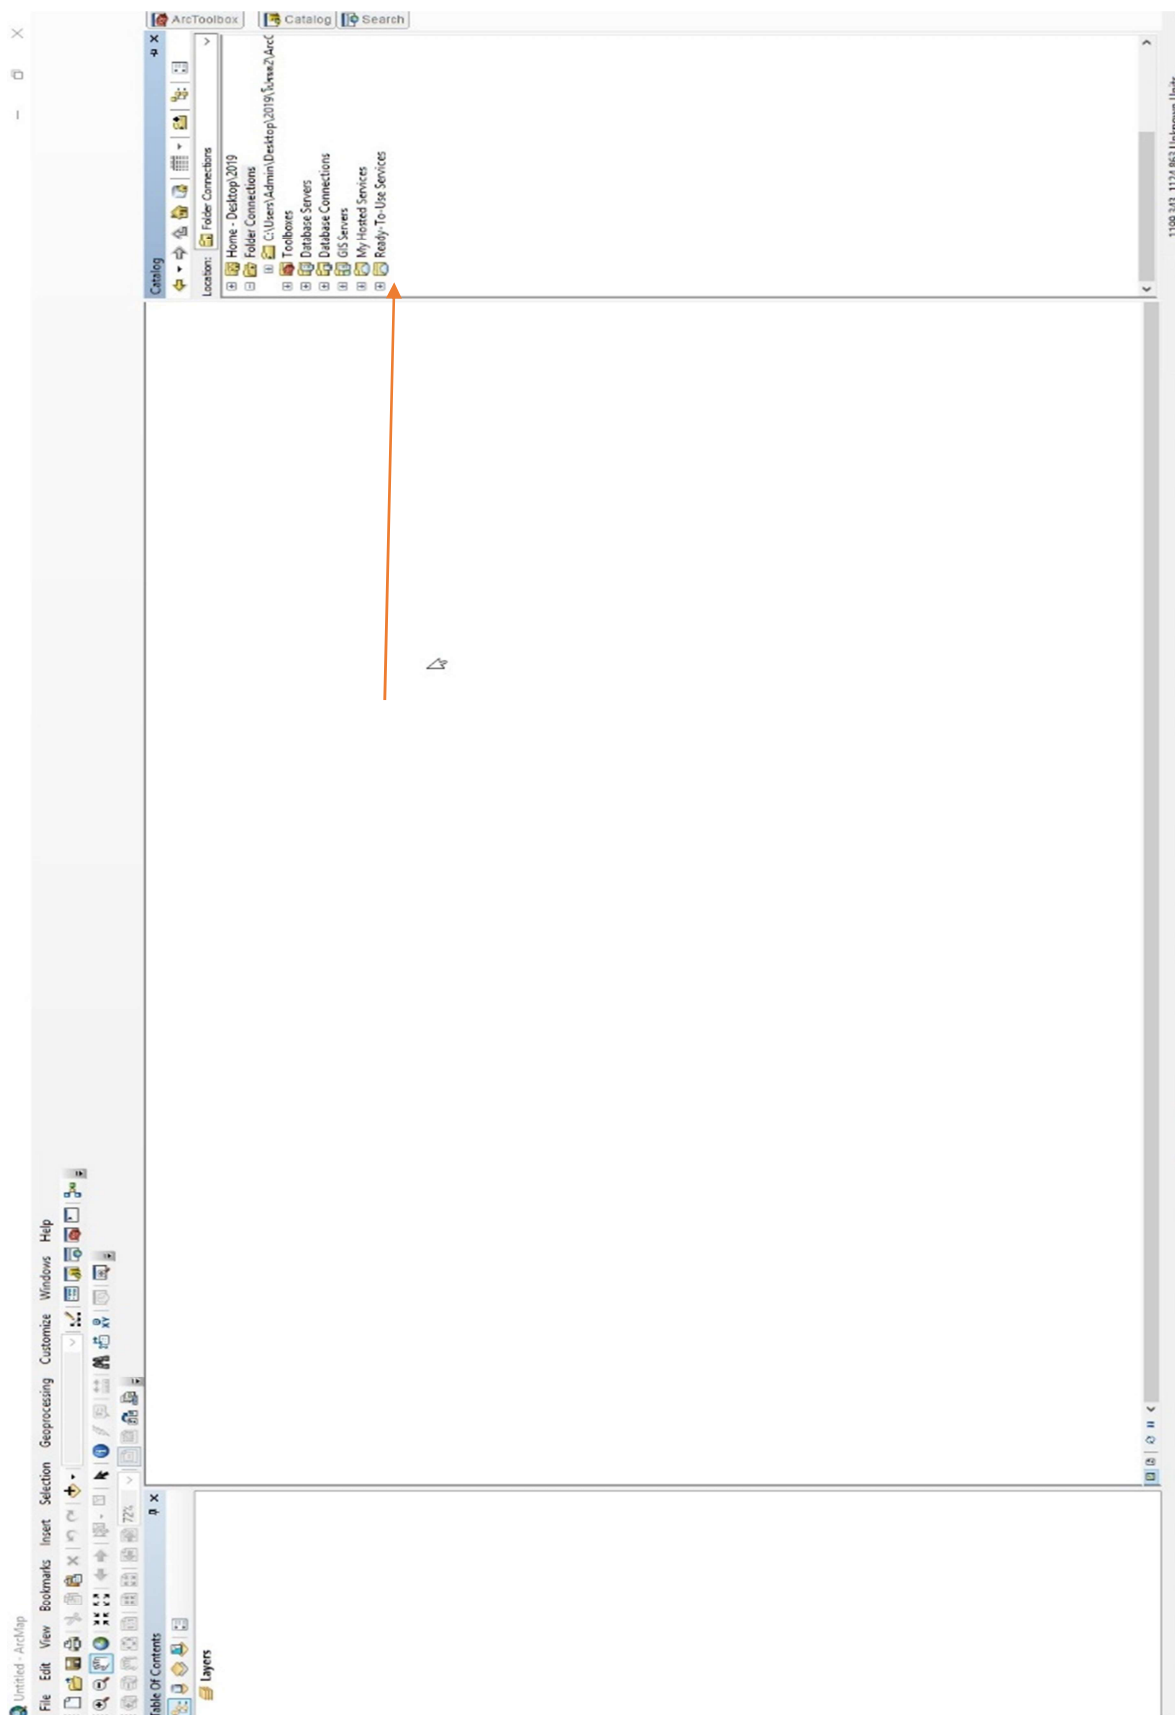 Untitled - ArcMap
File Edit View Bookmarks Insert Selection Geoprocessing Customize Windows Help
72%
Table Of Contents
Layers
Catalog
Location: Folder Connections
Home - Desktop\2019
Folder Connections
Toolboxes
Database Servers
Database Connections
GIS Servers
My Hosted Services
Ready-To-Use Services
ArcToolbox
Catalog
Search